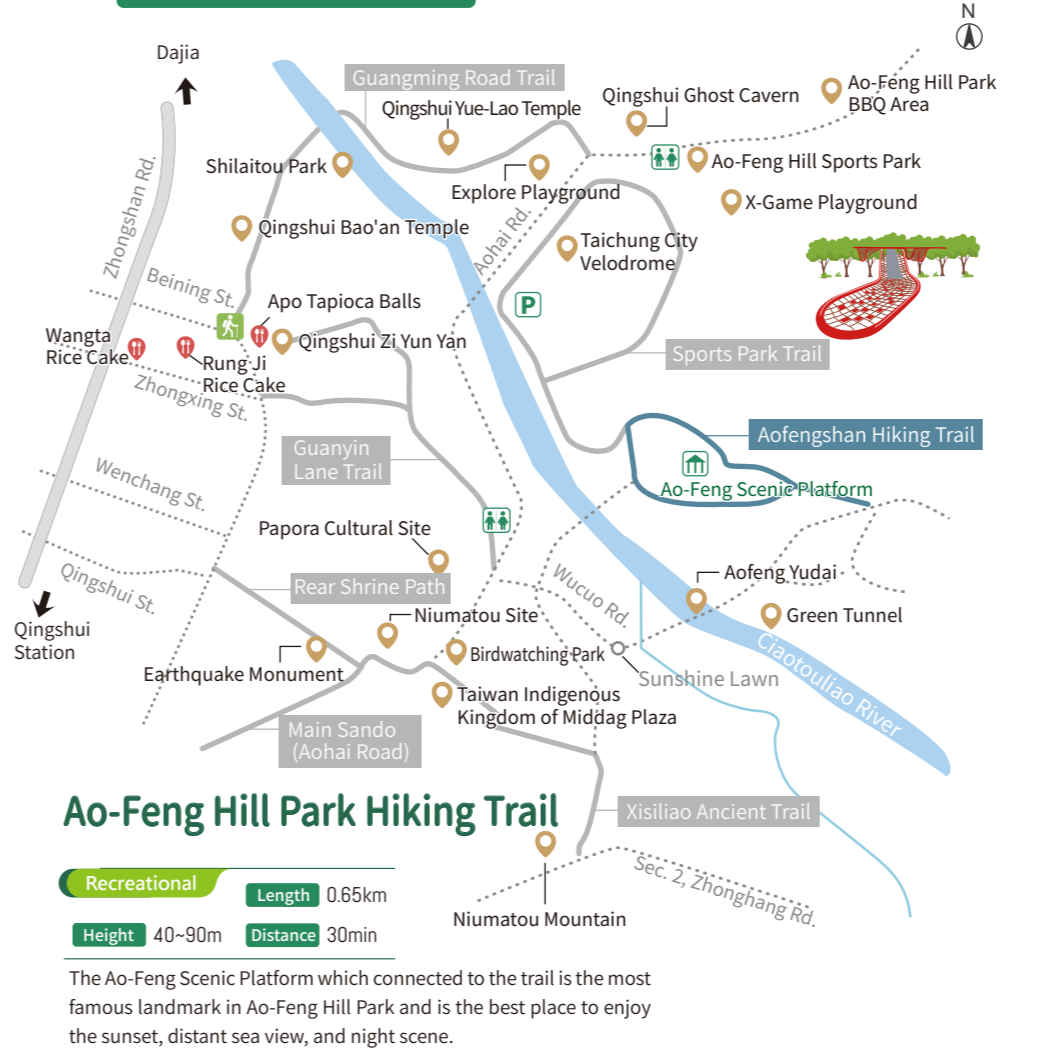 N
Dajia
Guangming Road Trail
Qingshui Yue-Lao Temple
Qingshui Ghost Cavern
Ao-Feng Hill Park
BBQ Area
Shilaitou Park
Explore Playground
Ao-Feng Hill Sports Park
X-Game Playground
Zhongshan Rd.
Qingshui Bao'an Temple
Aohai Rd.
Taichung City
Velodrome
Beining St.
Apo Tapioca Balls
P
Wangta
Rice Cake
Rung Ji
Rice Cake
Qingshui Zi Yun Yan
Sports Park Trail
Zhongxing St.
Guanyin
Lane Trail
Aofengshan Hiking Trail
Wenchang St.
Ao-Feng Scenic Platform
Papora Cultural Site
Qingshui St.
Rear Shrine Path
Wucuo Rd.
Aofeng Yudai
Niumatou Site
Green Tunnel
Qingshui
Station
Earthquake Monument
Birdwatching Park
Sunshine Lawn
Ciaotouliao River
Taiwan Indigenous
Kingdom of Middag Plaza
Main Sando
(Aohai Road)
Ao-Feng Hill Park Hiking Trail
Xisiliao Ancient Trail
Sec. 2, Zhonghang Rd.
Niumatou Mountain
Recreational
Length 0.65km
Height 40~90m
Distance 30min
The Ao-Feng Scenic Platform which connected to the trail is the most
famous landmark in Ao-Feng Hill Park and is the best place to enjoy
the sunset, distant sea view, and night scene.